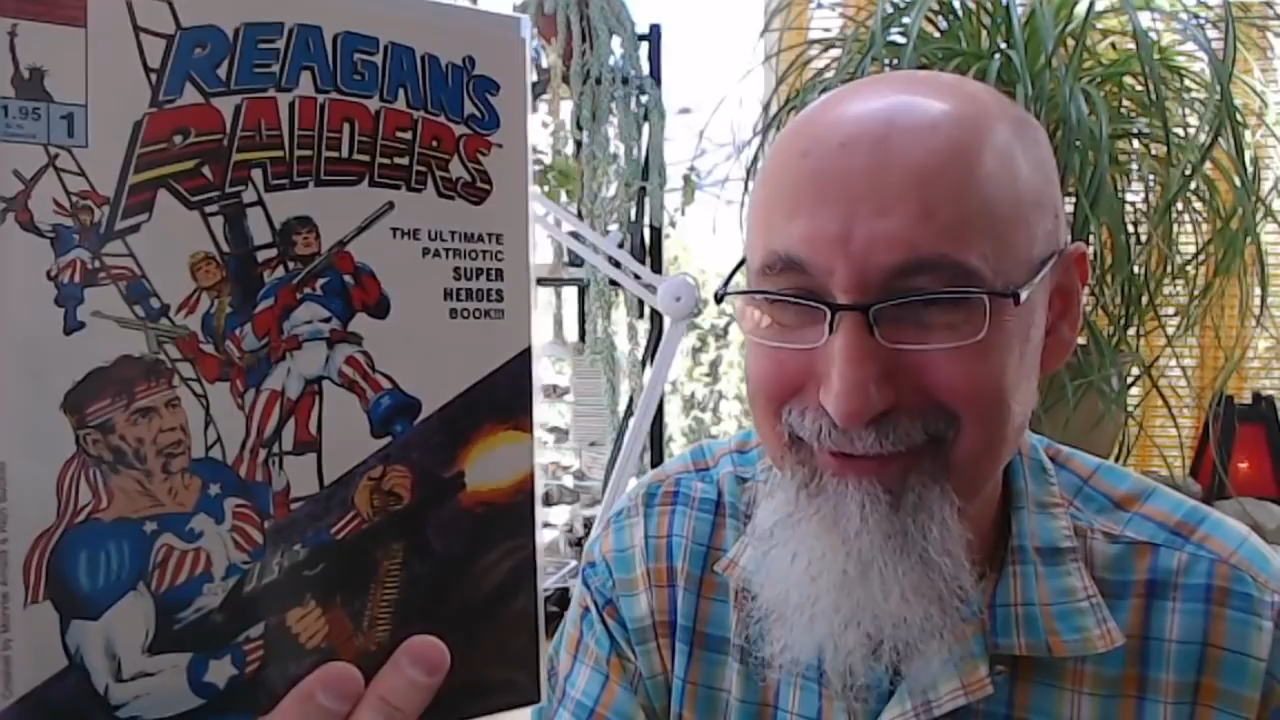 REAGAN'S
RAIDERS
1.95
1
THE ULTIMATE
PATRIOTIC
SUPER
HEROES
BOOK!!!